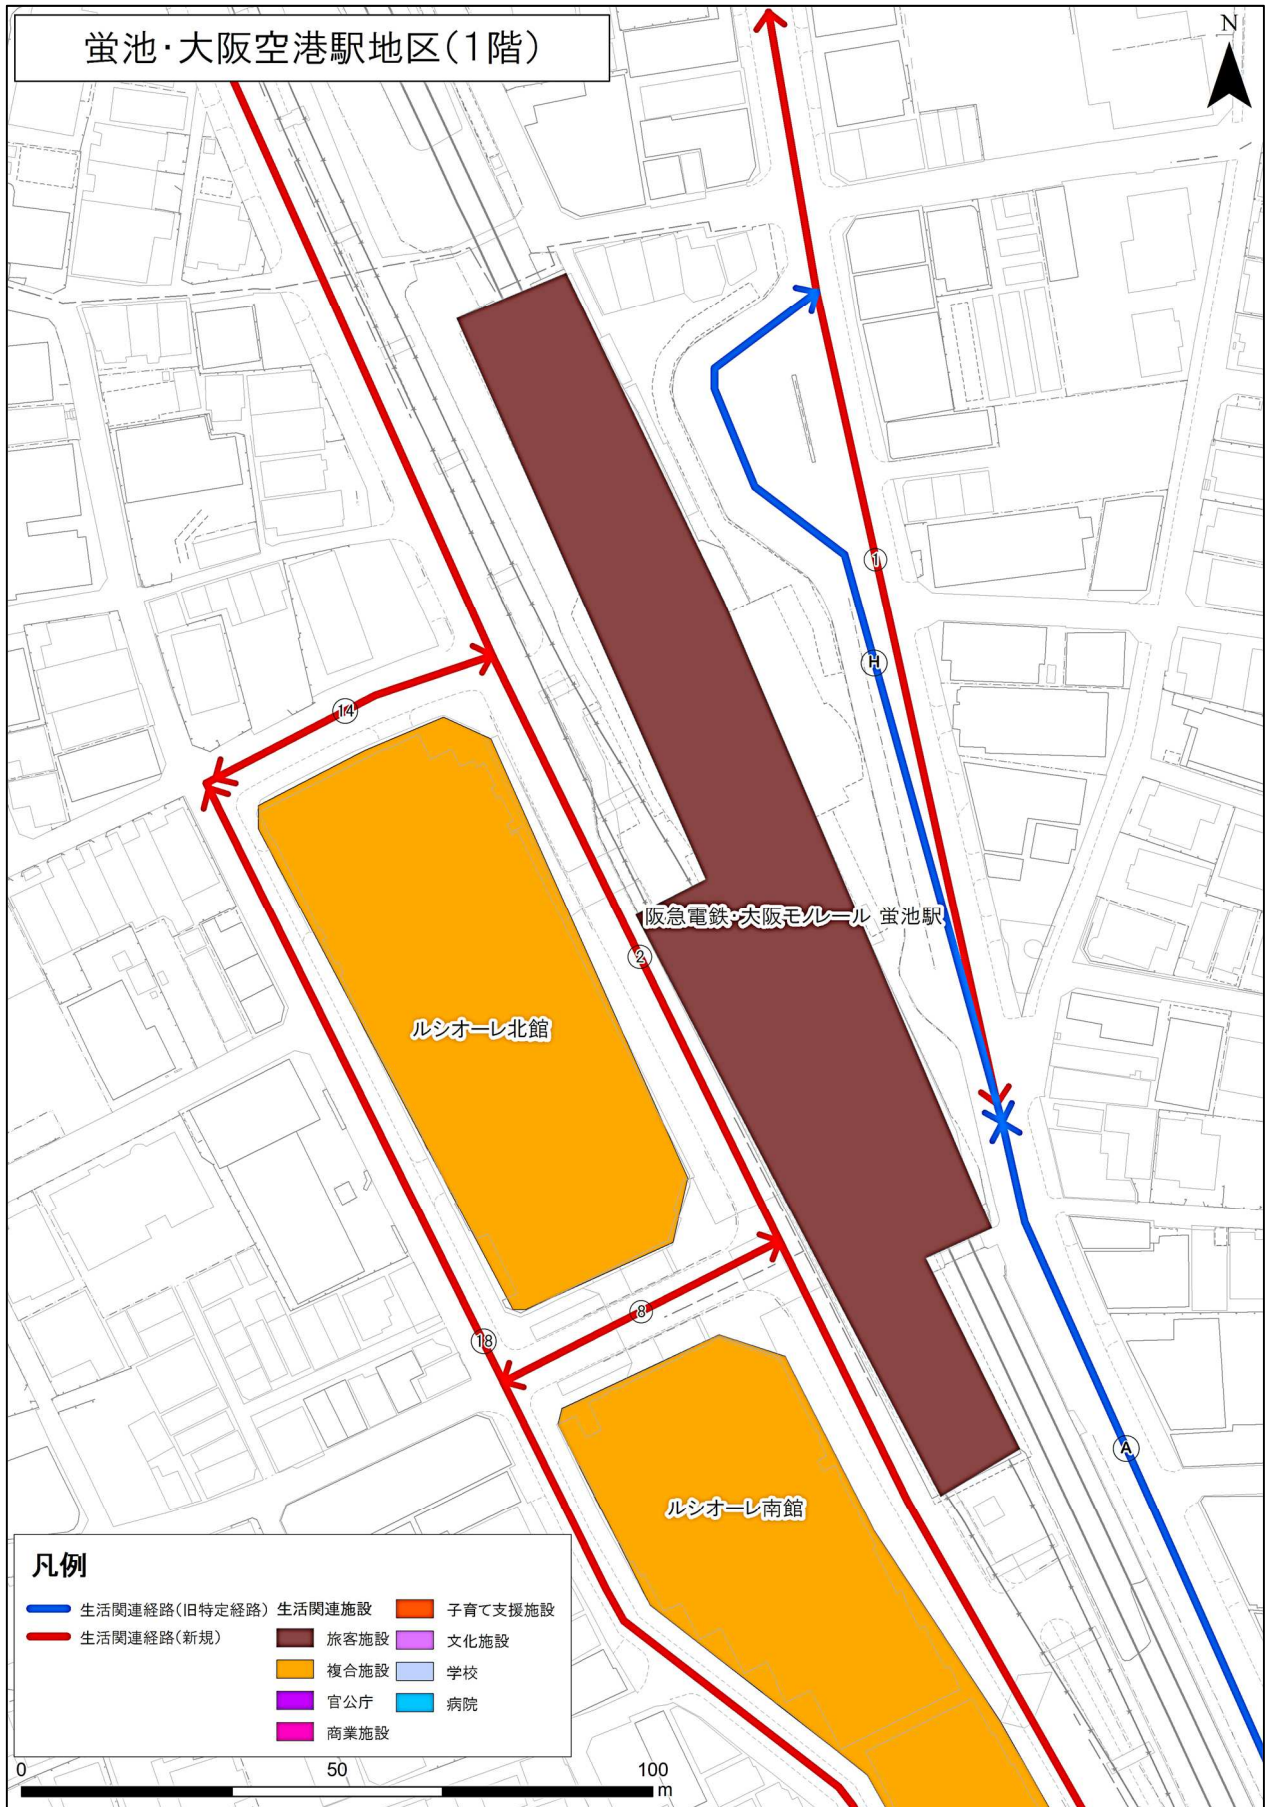 蛍池・大阪空港駅地区(1階)
N
1
H
14
阪急電鉄・大阪モノレール 蛍池駅
2
ルシオーレ北館
8
18
A
ルシオーレ南館
凡例
生活関連経路(旧特定経路)
生活関連経路(新規)
生活関連施設
旅客施設
複合施設
官公庁
商業施設
子育て支援施設
文化施設
学校
病院
0 50 100
m